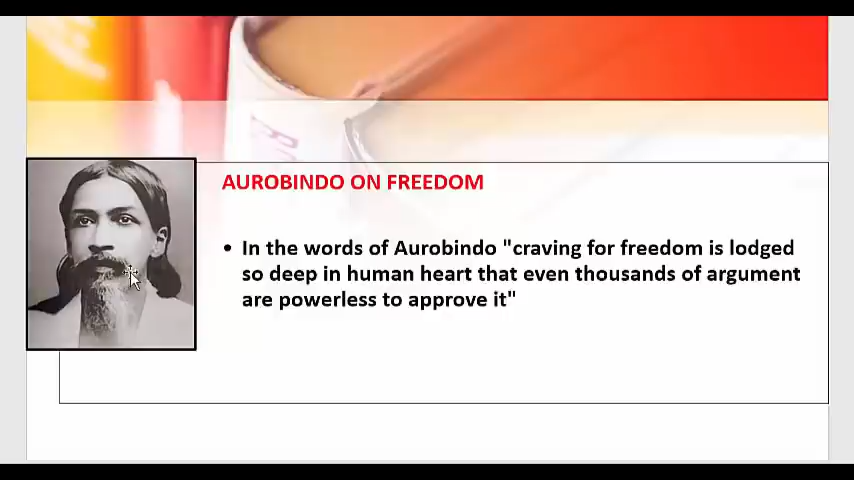 AUROBINDO ON FREEDOM
• In the words of Aurobindo "craving for freedom is lodged
so deep in human heart that even thousands of argument
are powerless to approve it"